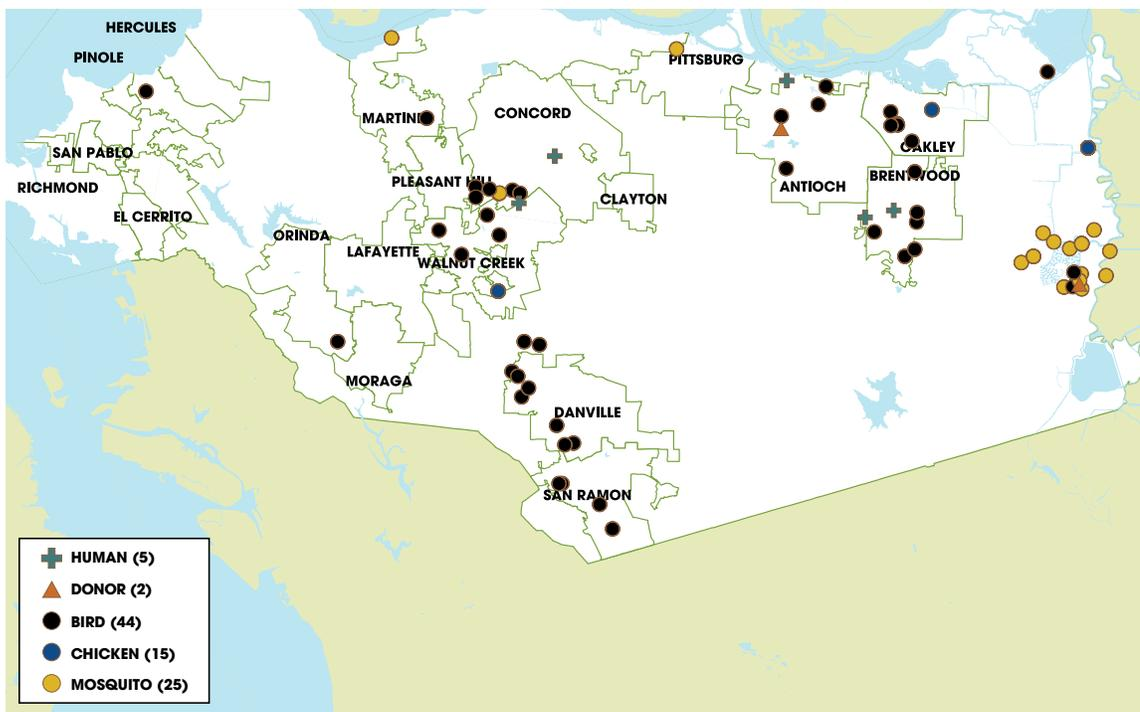 HERCULES
PINOLE
PITTSBURG
CONCORD
MARTINEZ
SAN PABLO
OAKLEY
RICHMOND
PLEASANT HILL
BRENTWOOD
ANTIOCH
CLAYTON
EL CERRITO
ORINDA
LAFAYETTE
WALNUT CREEK
MORAGA
DANVILLE
SAN RAMON
HUMAN (5)
DONOR (2)
BIRD (44)
CHICKEN (15)
MOSQUITO (25)